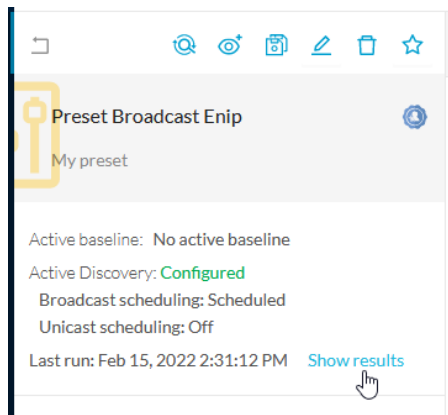 Preset Broadcast Enip
My preset
Active baseline: No active baseline
Active Discovery: Configured
Broadcast scheduling: Scheduled
Unicast scheduling: Off
Last run: Feb 15, 2022 2:31:12 PM Show results